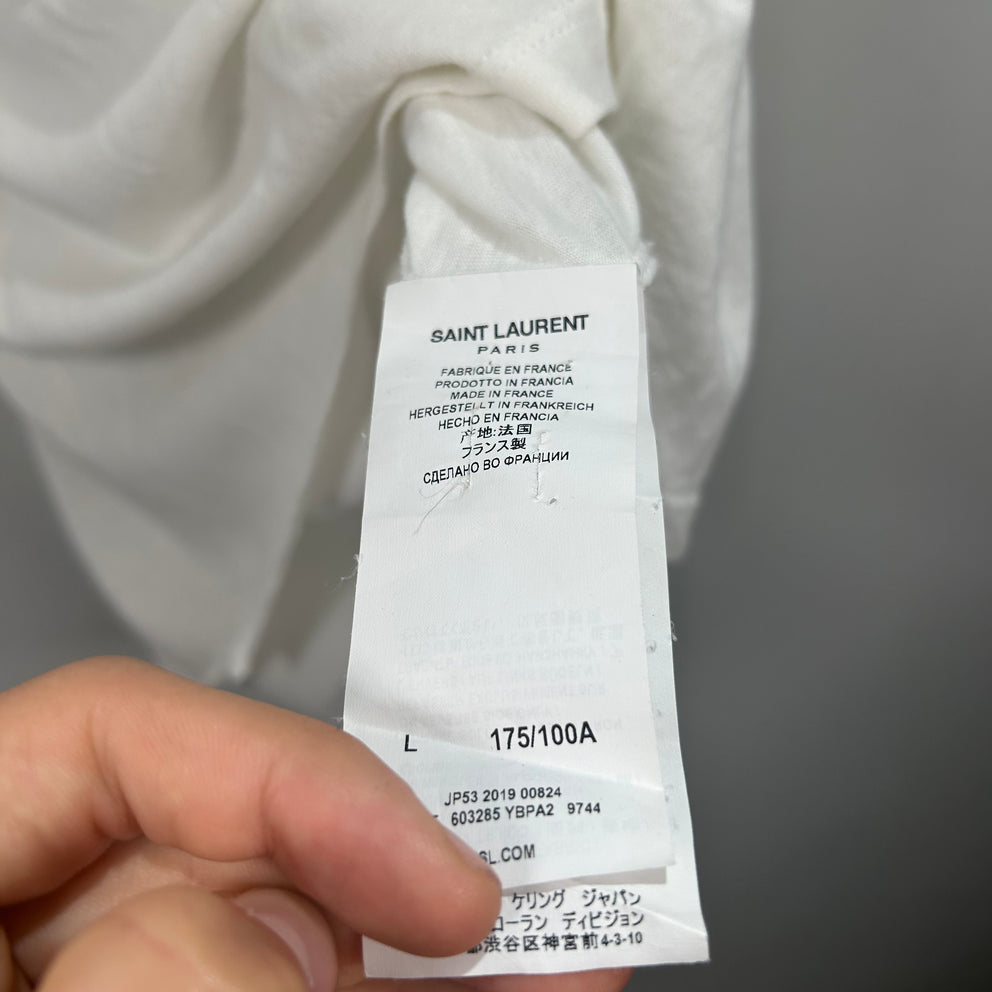 SAINT LAURENT
PARIS
FABRIQUE EN FRANCE
PRODOTTO IN FRANCIA
MADE IN FRANCE
HERGESTELLT IN FRANKREICH
HECHO EN FRANCIA
产地:法国
フランス製
СДЕЛАНО ВО ФРАНЦИИ
L 175/100A
JP53 2019 00824
603285 YBPA2 9744
SL.COM
ケリング ジャパン
ローラン ディビジョン
渋谷区神宮前4-3-10